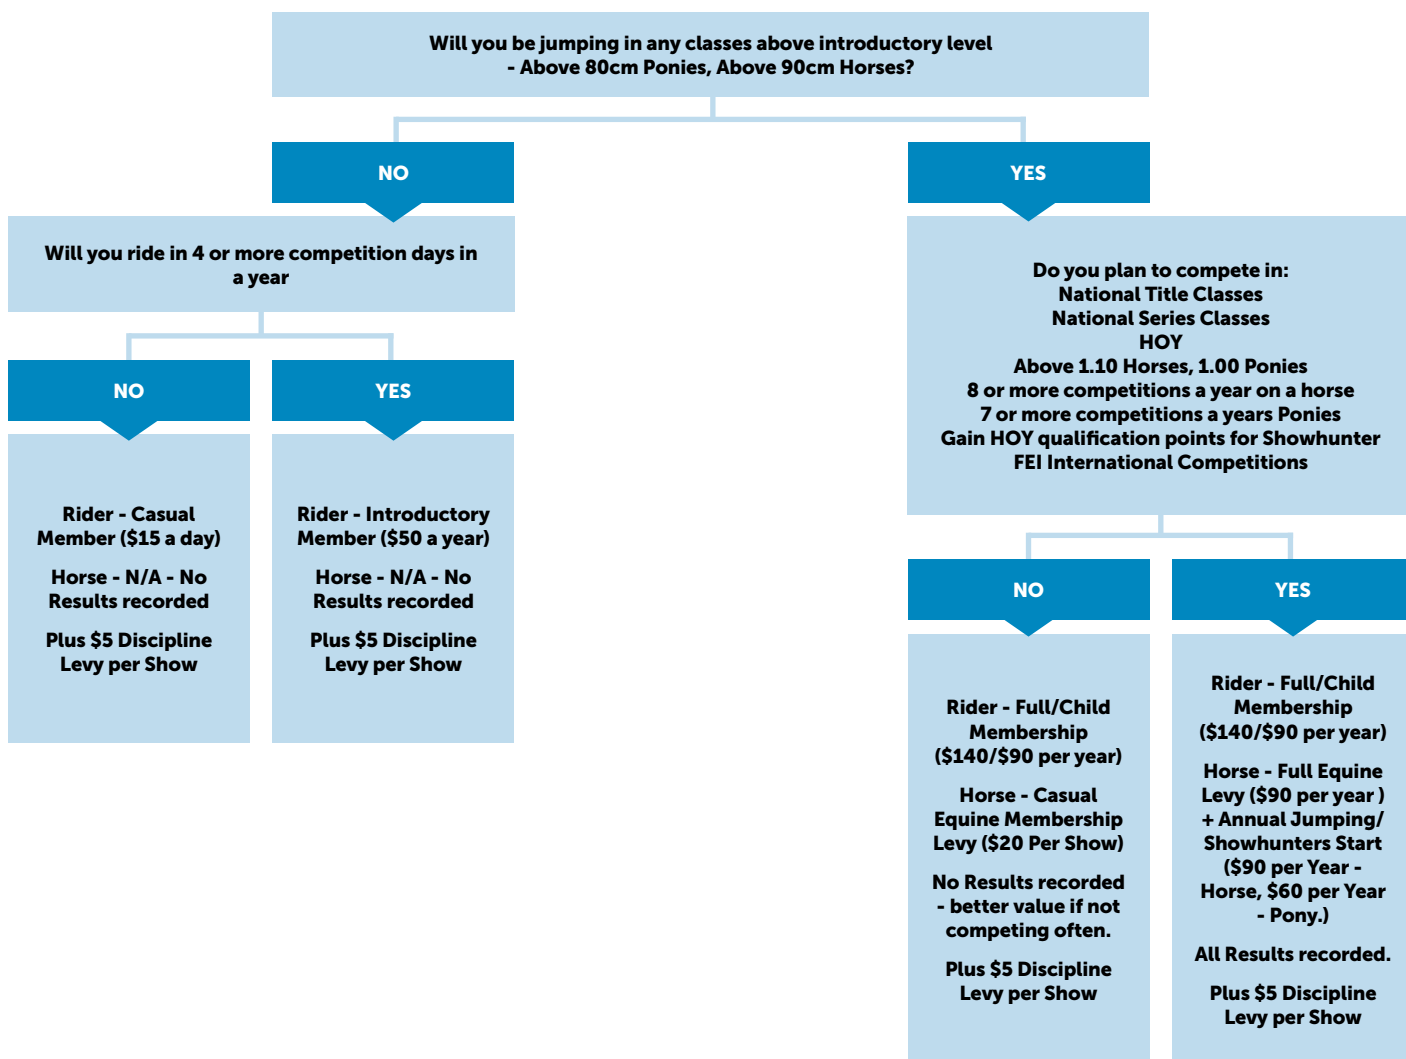 Will you be jumping in any classes above introductory level
- Above 80cm Ponies, Above 90cm Horses?
NO
Will you ride in 4 or more competition days in
a year
NO
Rider - Casual
Member ($15 a day)
Horse - N/A - No
Results recorded
Plus $5 Discipline
Levy per Show
YES
Rider - Introductory
Member ($50 a year)
Horse - N/A - No
Results recorded
Plus $5 Discipline
Levy per Show
YES
Do you plan to compete in:
National Title Classes
National Series Classes
HOY
Above 1.10 Horses, 1.00 Ponies
8 or more competitions a year on a horse
7 or more competitions a years Ponies
Gain HOY qualification points for Showhunter
FEI International Competitions
NO
Rider - Full/Child
Membership
($140/$90 per year)
Horse - Casual
Equine Membership
Levy ($20 Per Show)
No Results recorded
- better value if not
competing often.
Plus $5 Discipline
Levy per Show
YES
Rider - Full/Child
Membership
($140/$90 per year)
Horse - Full Equine
Levy ($90 per year )
+ Annual Jumping/
Showhunters Start
($90 per Year -
Horse, $60 per Year
- Pony.)
All Results recorded.
Plus $5 Discipline
Levy per Show